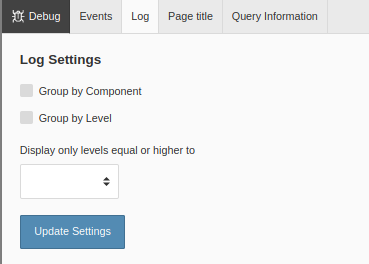 Debug Events Log Page title Query Information
Log Settings
Group by Component
Group by Level
Display only levels equal or higher to
Update Settings